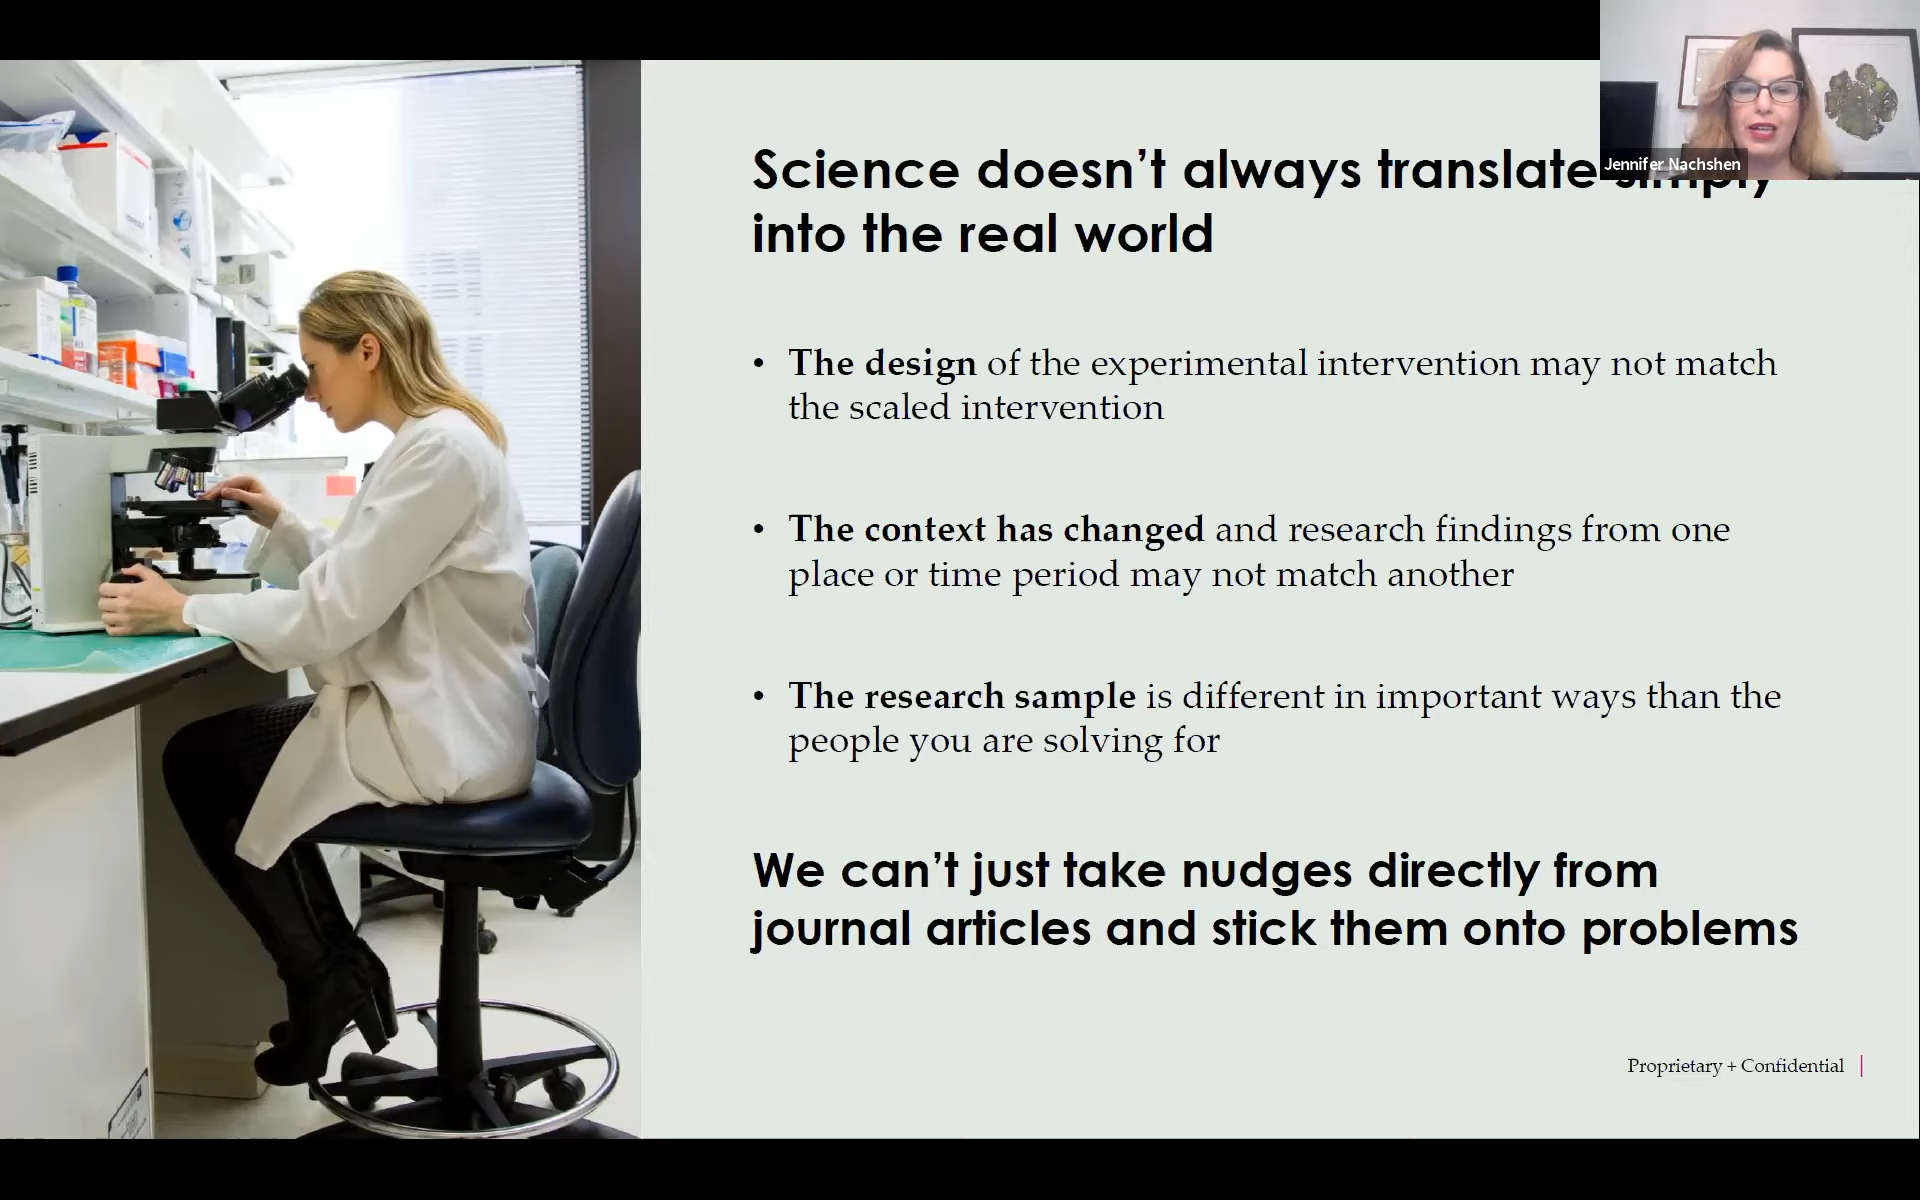 Science doesn't always translate simply
into the real world
Jennifer Nachshen
• The design of the experimental intervention may not match
the scaled intervention
• The context has changed and research findings from one
place or time period may not match another
• The research sample is different in important ways than the
people you are solving for
We can't just take nudges directly from
journal articles and stick them onto problems
Proprietary + Confidential